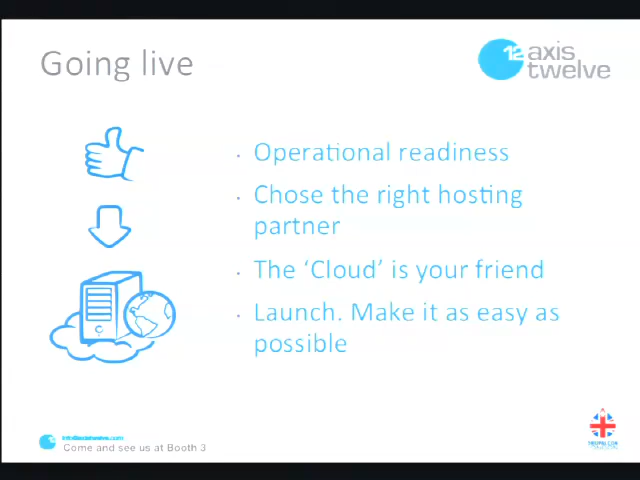 Going live
12 axis
twelve
· Operational readiness
· Chose the right hosting
partner
· The ‘Cloud’ is your friend
· Launch. Make it as easy as
possible
Come and see us at Booth 3